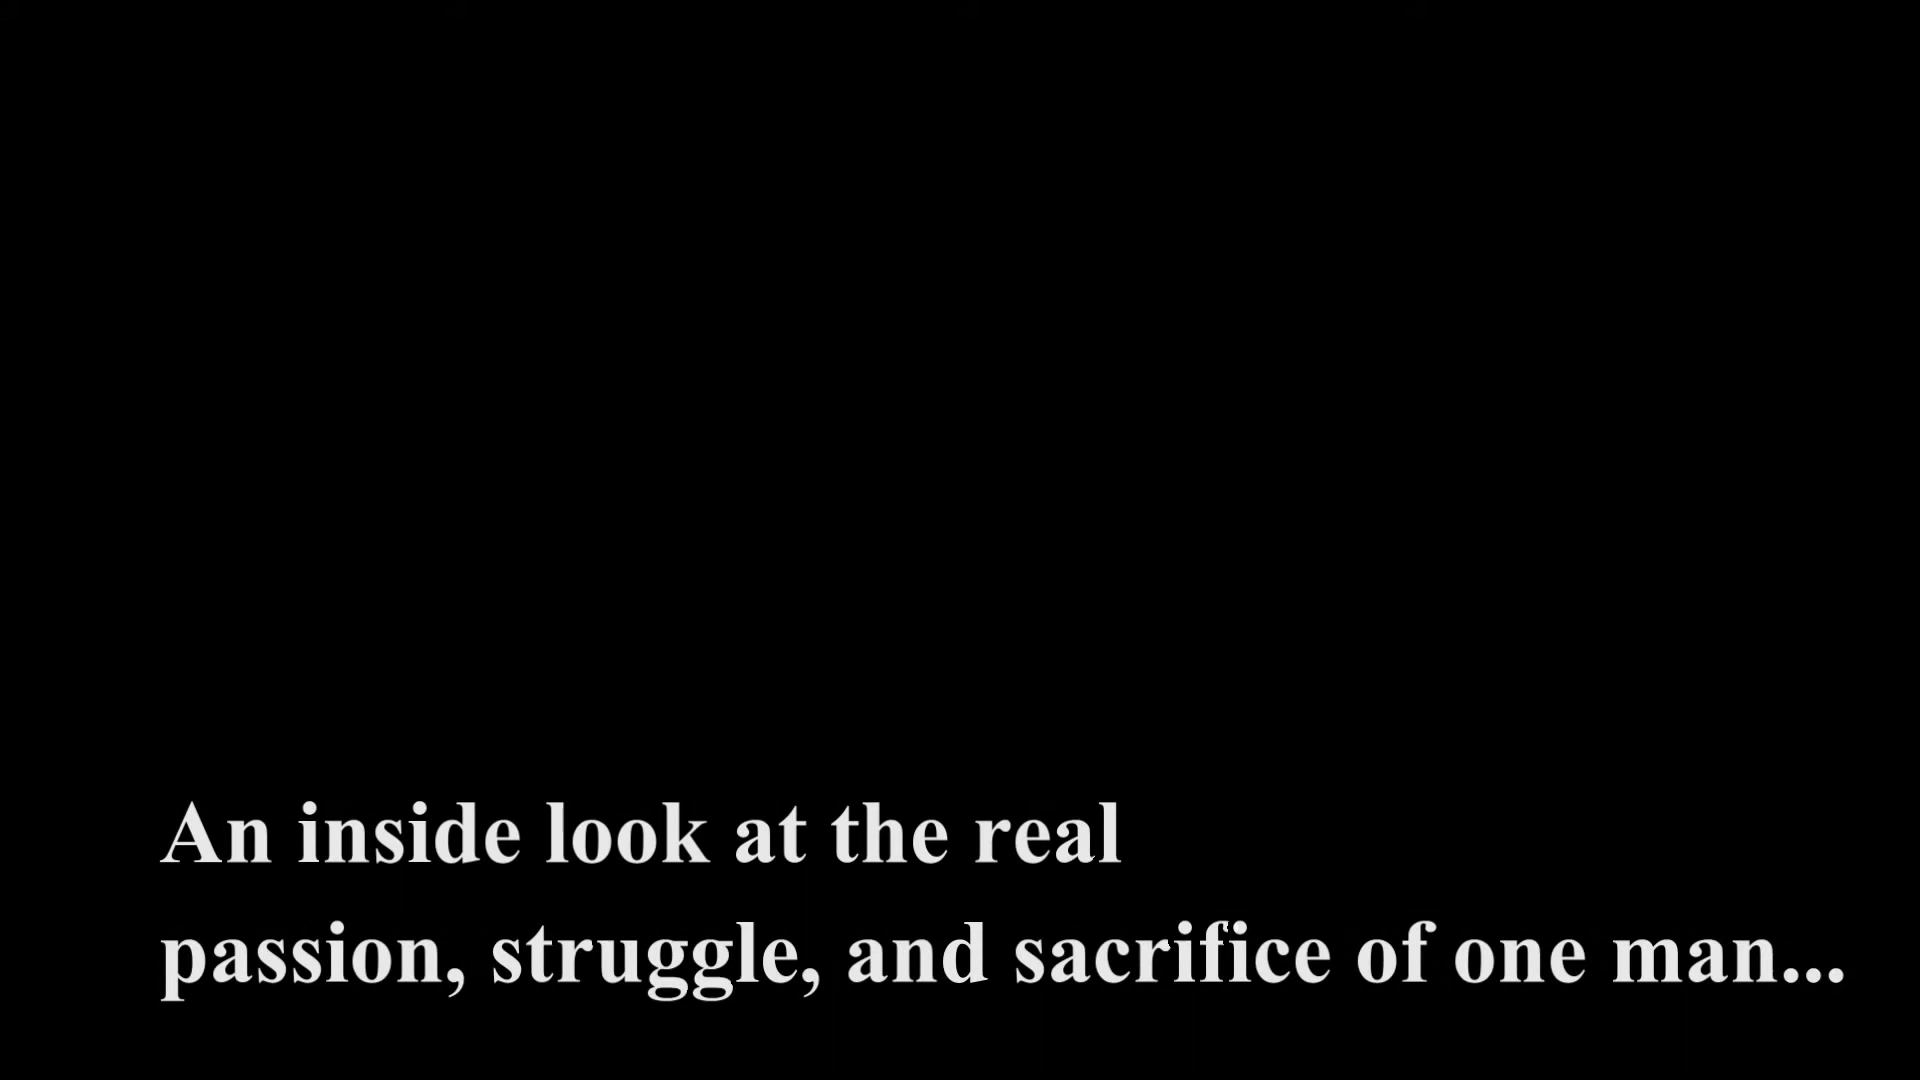 An inside look at the real
passion, struggle, and sacrifice of one man...